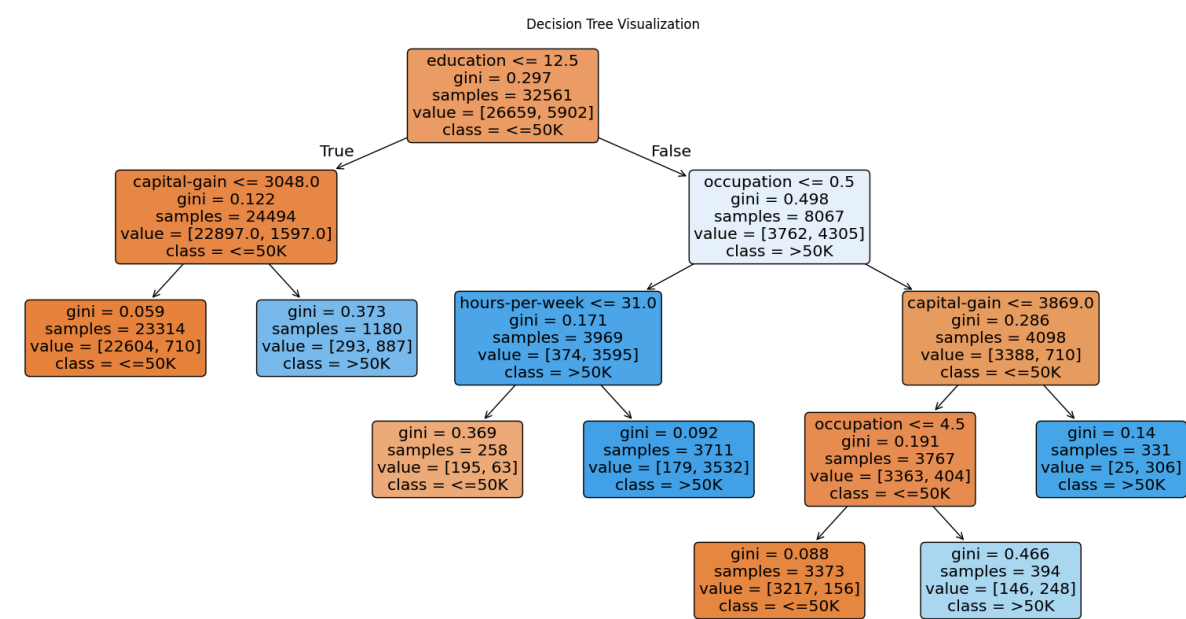 Decision Tree Visualization
education <= 12.5
gini = 0.297
samples = 32561
value = [26659, 5902]
class = <=50K
True
False
capital-gain <= 3048.0
gini = 0.122
samples = 24494
value = [22897.0, 1597.0]
class = <=50K
occupation <= 0.5
gini = 0.498
samples = 8067
value = [3762, 4305]
class = >50K
gini = 0.059
samples = 23314
value = [22604, 710]
class = <=50K
gini = 0.373
samples = 1180
value = [293, 887]
class = >50K
hours-per-week <= 31.0
gini = 0.171
samples = 3969
value = [374, 3595]
class = >50K
capital-gain <= 3869.0
gini = 0.286
samples = 4098
value = [3388, 710]
class = <=50K
gini = 0.369
samples = 258
value = [195, 63]
class = <=50K
gini = 0.092
samples = 3711
value = [179, 3532]
class = >50K
occupation <= 4.5
gini = 0.191
samples = 3767
value = [3363, 404]
class = <=50K
gini = 0.14
samples = 331
value = [25, 306]
class = >50K
gini = 0.088
samples = 3373
value = [3217, 156]
class = <=50K
gini = 0.466
samples = 394
value = [146, 248]
class = >50K